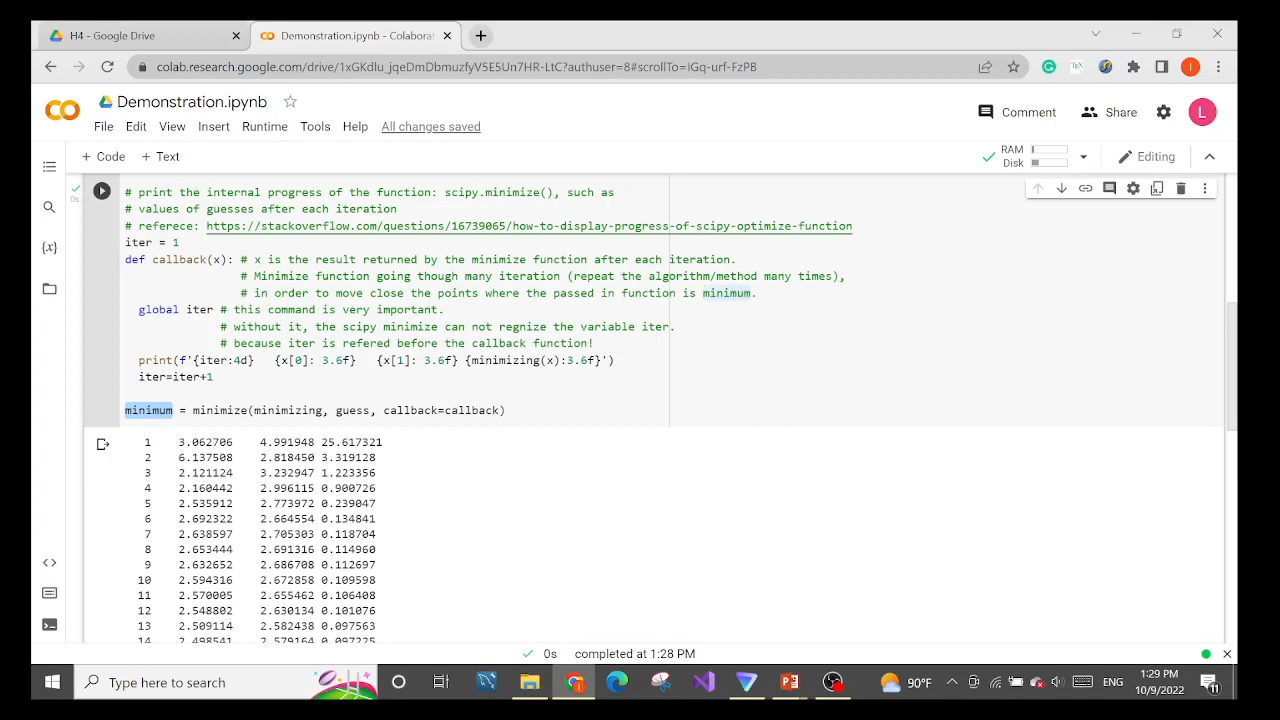 H4 - Google Drive
Demonstration.ipynb - Colaborat
colab.research.google.com/drive/1xGKdlu_jqeDmDbmuzfyV5E5Un7HR-LtC?authuser=8#scrollTo=IGq-urf-FzPB
Demonstration.ipynb
File Edit View Insert Runtime Tools Help All changes saved
Comment Share L
+ Code + Text
RAM
Disk
Editing
# print the internal progress of the function: scipy.minimize(), such as
# values of guesses after each iteration
# referece: https://stackoverflow.com/questions/16739065/how-to-display-progress-of-scipy-optimize-function
iter = 1
def callback(x): # x is the result returned by the minimize function after each iteration.
# Minimize function going though many iteration (repeat the algorithm/method many times),
# in order to move close the points where the passed in function is minimum.
global iter # this command is very important.
# without it, the scipy minimize can not regnize the variable iter.
# because iter is refered before the callback function!
print(f'{iter:4d} {x[0]: 3.6f} {x[1]: 3.6f} {minimizing(x):3.6f}')
iter=iter+1
minimum = minimize(minimizing, guess, callback=callback)
0s
1 3.062706 4.991948 25.617321
2 6.137508 2.818450 3.319128
3 2.121124 3.232947 1.223356
4 2.160442 2.996115 0.900726
5 2.535912 2.773972 0.239047
6 2.692322 2.664554 0.134841
7 2.638597 2.705303 0.118704
8 2.653444 2.691316 0.114960
9 2.632652 2.686708 0.112697
10 2.594316 2.672858 0.109598
11 2.570005 2.655462 0.106408
12 2.548802 2.630134 0.101076
13 2.509114 2.582438 0.097563
14 2.498541 2.579164 0.097225
0s completed at 1:28 PM
Type here to search
90°F
ENG
1:29 PM
10/9/2022
11